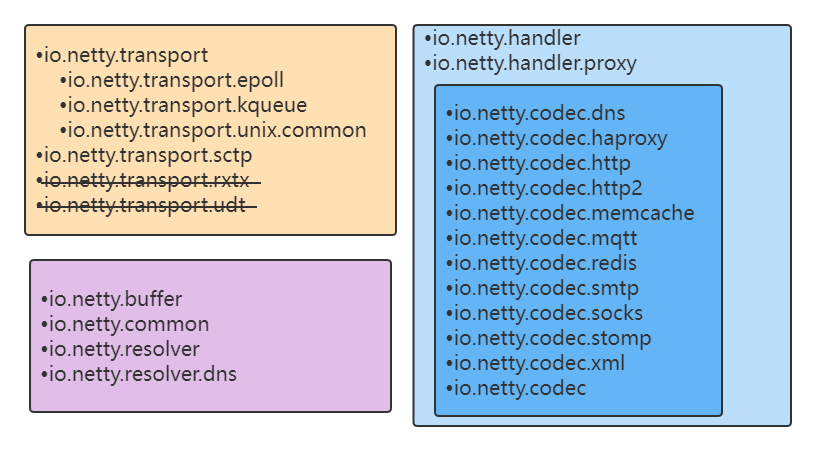 •io.netty.transport
•io.netty.transport.epoll
•io.netty.transport.kqueue
•io.netty.transport.unix.common
•io.netty.transport.sctp
•io.netty.transport.rxtx
•io.netty.transport.udt
•io.netty.buffer
•io.netty.common
•io.netty.resolver
•io.netty.resolver.dns
•io.netty.handler
•io.netty.handler.proxy
•io.netty.codec.dns
•io.netty.codec.haproxy
•io.netty.codec.http
•io.netty.codec.http2
•io.netty.codec.memcache
•io.netty.codec.mqtt
•io.netty.codec.redis
•io.netty.codec.smtp
•io.netty.codec.socks
•io.netty.codec.stomp
•io.netty.codec.xml
•io.netty.codec